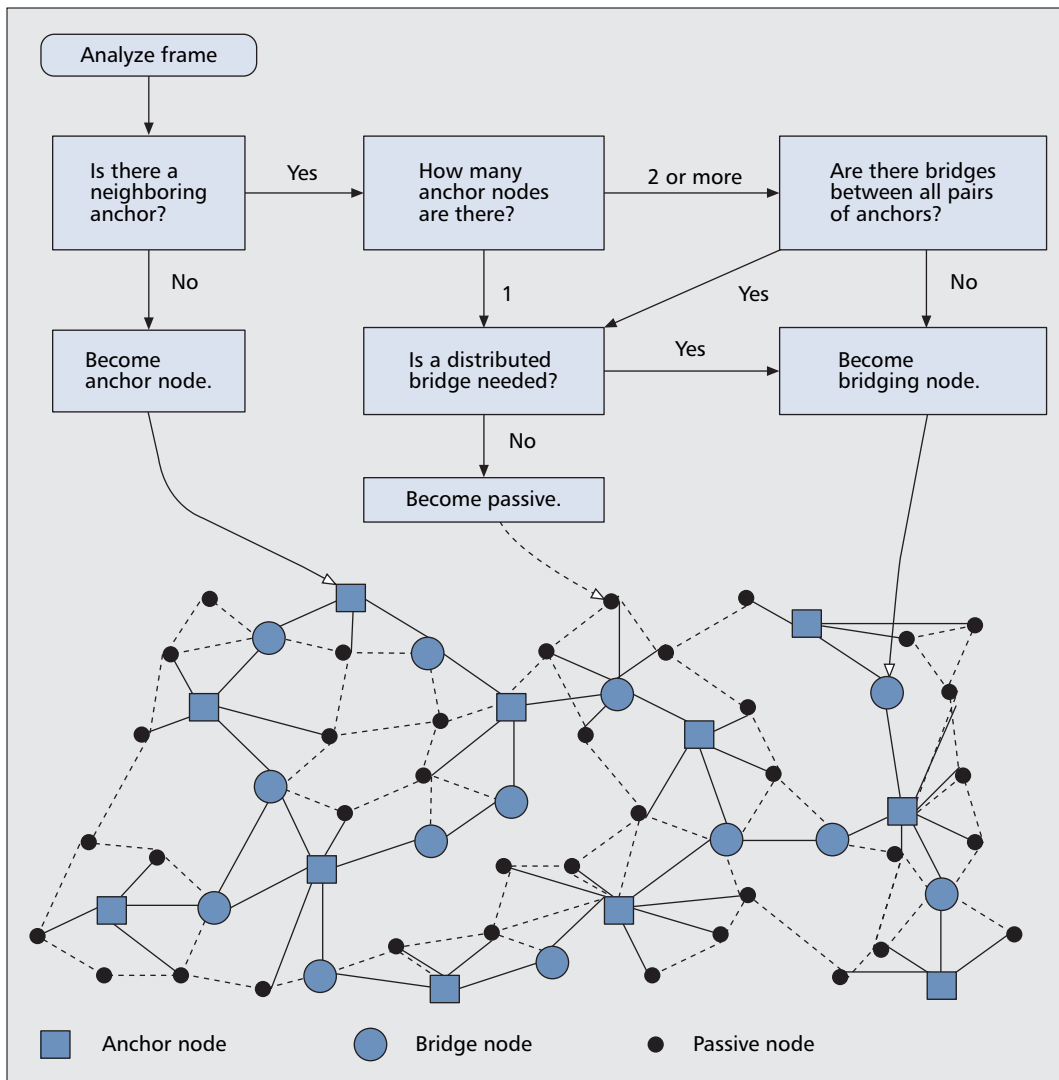 Analyze frame
Is there a
neighboring
anchor?
Yes
How many
anchor nodes
are there?
2 or more
Are there bridges
between all pairs
of anchors?
No
1
Yes
No
Become
anchor node.
Is a distributed
bridge needed?
Yes
Become
bridging node.
No
Become passive.
Anchor node
Bridge node
Passive node